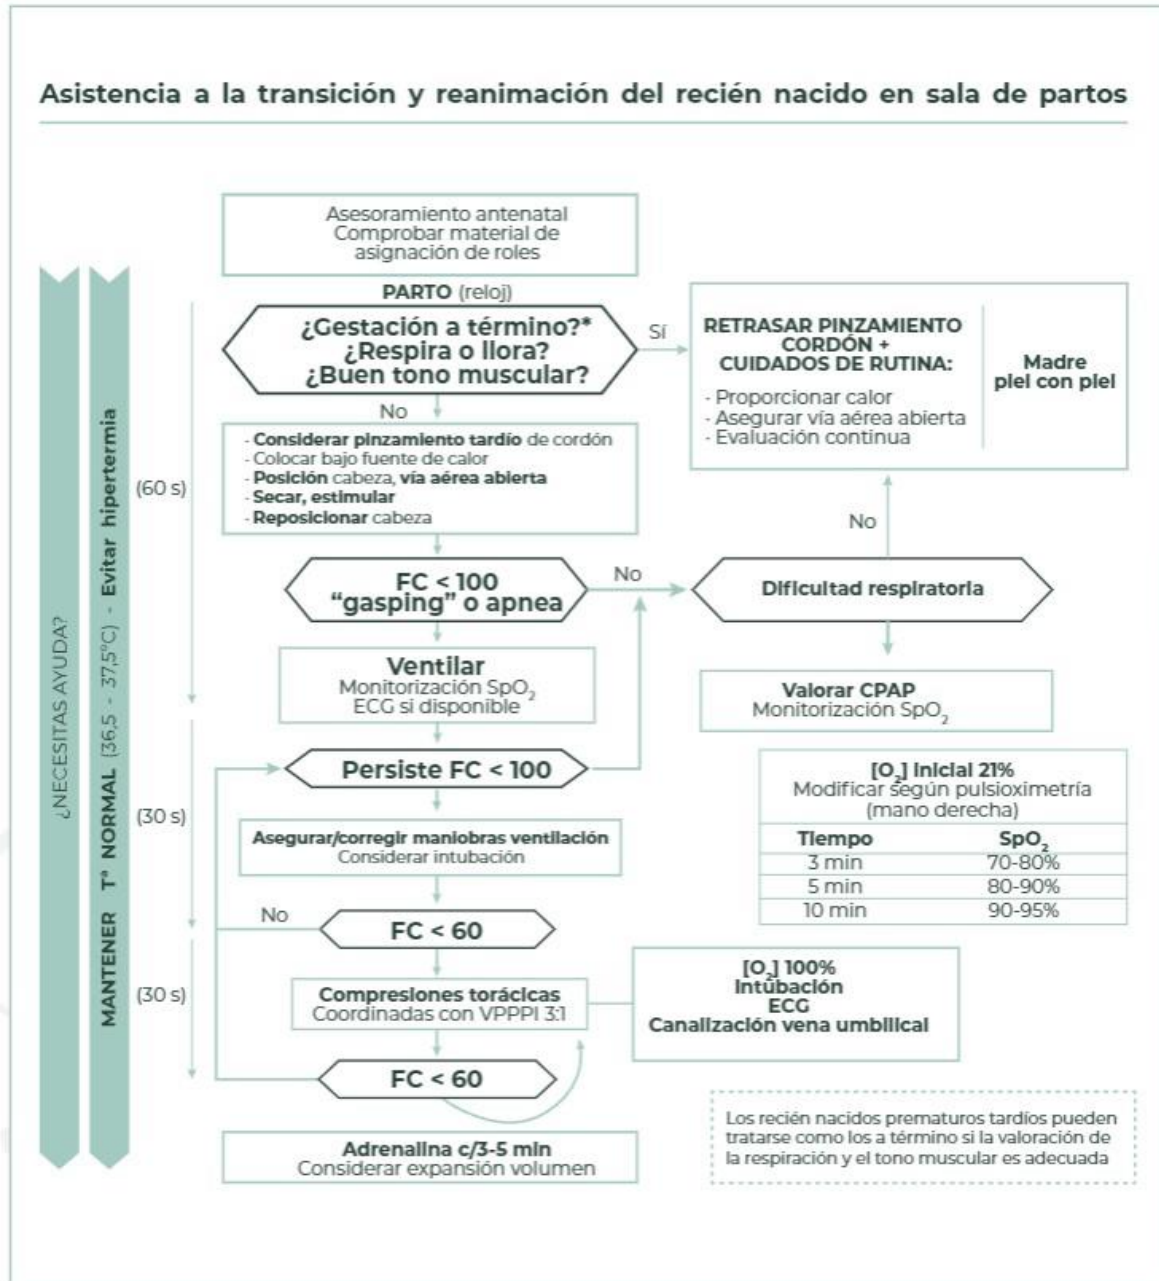 Asistencia a la transición y reanimación del recién nacido en sala de partos
Asesoramiento antenatal
Comprobar material de
asignación de roles
PARTO (reloj)
¿Gestación a término?*
¿Respira o llora?
¿Buen tono muscular?
Sí
RETRASAR PINZAMIENTO
CORDÓN +
CUIDADOS DE RUTINA:
- Proporcionar calor
- Asegurar vía aérea abierta
- Evaluación continua
Madre
piel con piel
No
- Considerar pinzamiento tardío de cordón
- Colocar bajo fuente de calor
- Posición cabeza, vía aérea abierta
- Secar, estimular
- Reposicionar cabeza
(60 s)
No
FC < 100
"gasping" o apnea
No
Dificultad respiratoria
Ventilar
Monitorización SpO₂
ECG si disponible
Valorar CPAP
Monitorización SpO₂
Persiste FC < 100
[O₂] inicial 21%
Modificar según pulsioximetría
(mano derecha)
Tiempo SpO₂
3 min 70-80%
5 min 80-90%
10 min 90-95%
(30 s)
Asegurar/corregir maniobras ventilación
Considerar intubación
No
FC < 60
(30 s)
Compresiones torácicas
Coordinadas con VPPPI 3:1
[O₂] 100%
Intubación
ECG
Canalización vena umbilical
FC < 60
Adrenalina c/3-5 min
Considerar expansión volumen
Los recién nacidos prematuros tardíos pueden
tratarse como los a término si la valoración de
la respiración y el tono muscular es adecuada
¿NECESITAS AYUDA?
MANTENER Tª NORMAL (36,5 - 37,5ºC) - Evitar hipertermia